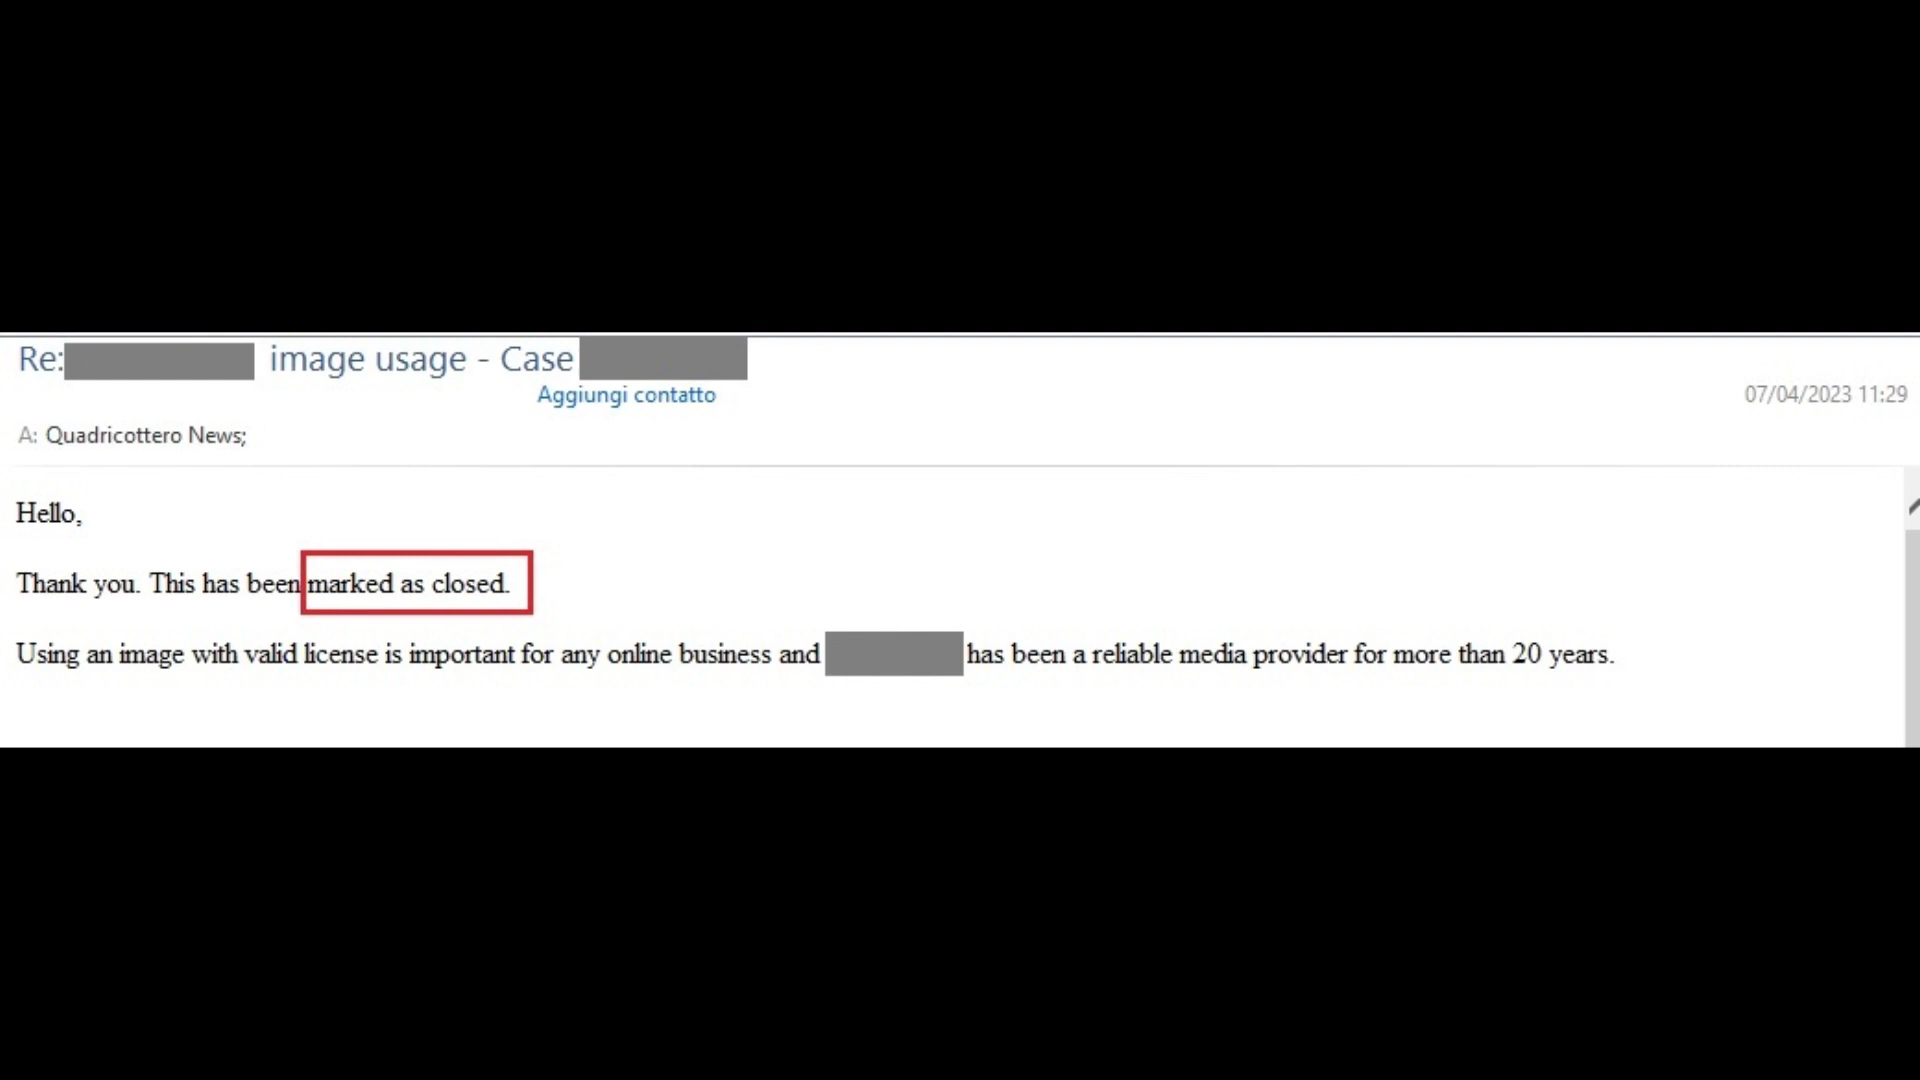 Re: image usage - Case
Aggiungi contatto
07/04/2023 11:29
A: Quadricottero News;
Hello,
Thank you. This has been marked as closed.
Using an image with valid license is important for any online business and has been a reliable media provider for more than 20 years.